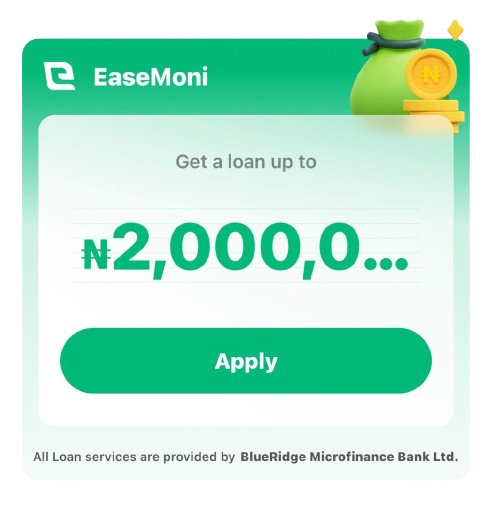 EaseMoni
₦
Get a loan up to
₦2,000,0...
Apply
All Loan services are provided by BlueRidge Microfinance Bank Ltd.